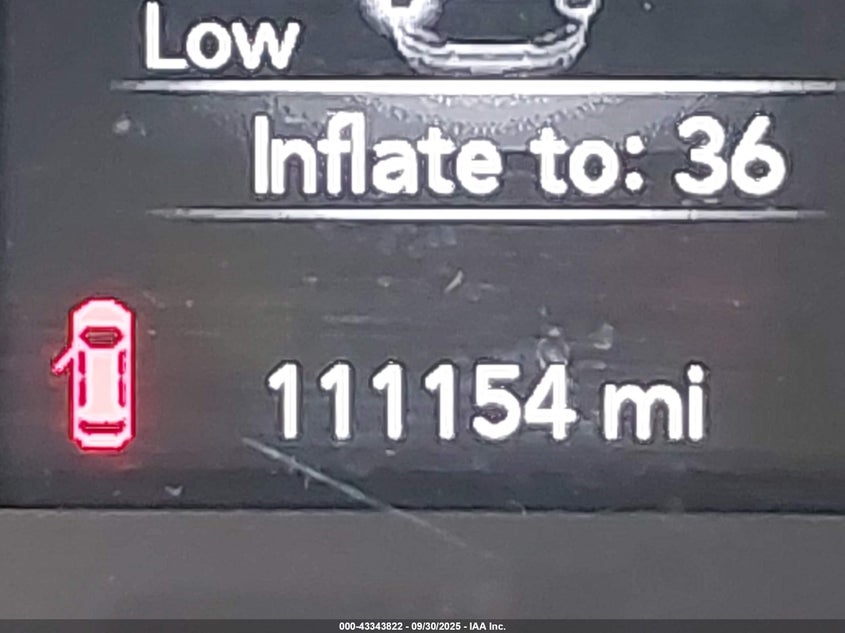 Low
Inflate to: 36
111154 mi
000-43343822 - 09/30/2025 - IAA Inc.